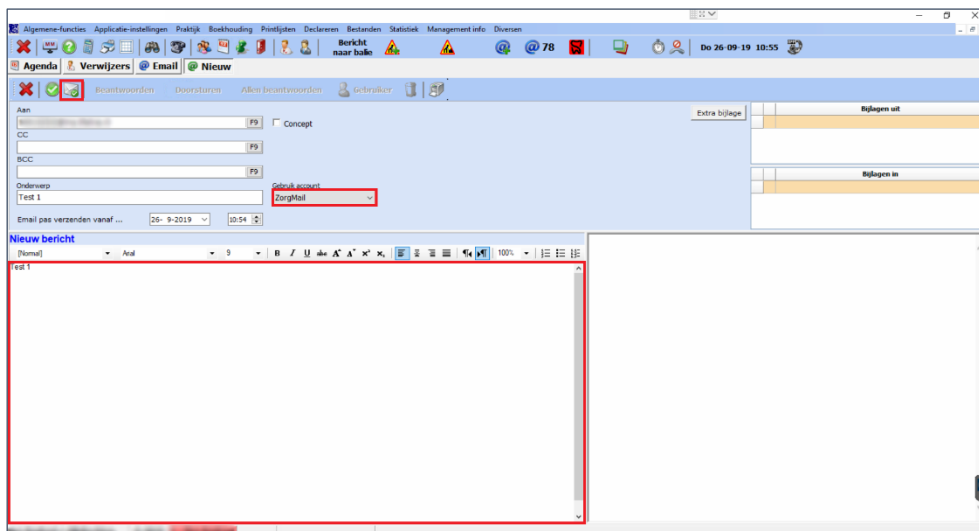 Algemene-functies Applicatie-instellingen Praktijk Boekhouding Printlijsten Declareren Bestanden Statistiek Management info Diversen
Bericht naar balie @ @ 78 Do 26-09-19 10:55
Agenda Verwijzers @ Email @ Nieuw
Beantwoorden Doorsturen Allen beantwoorden Gebruiker
Aan
F9 Concept Extra bijlage Bijlagen uit
CC
F9
BCC
F9
Bijlagen in
Onderwerp Gebruik account
Test 1 ZorgMail
Email pas verzenden vanaf ... 26- 9-2019 10:54
Nieuw bericht
[Normal] Arial 9 B I U abc A A x² x₂ 100%
Test 1